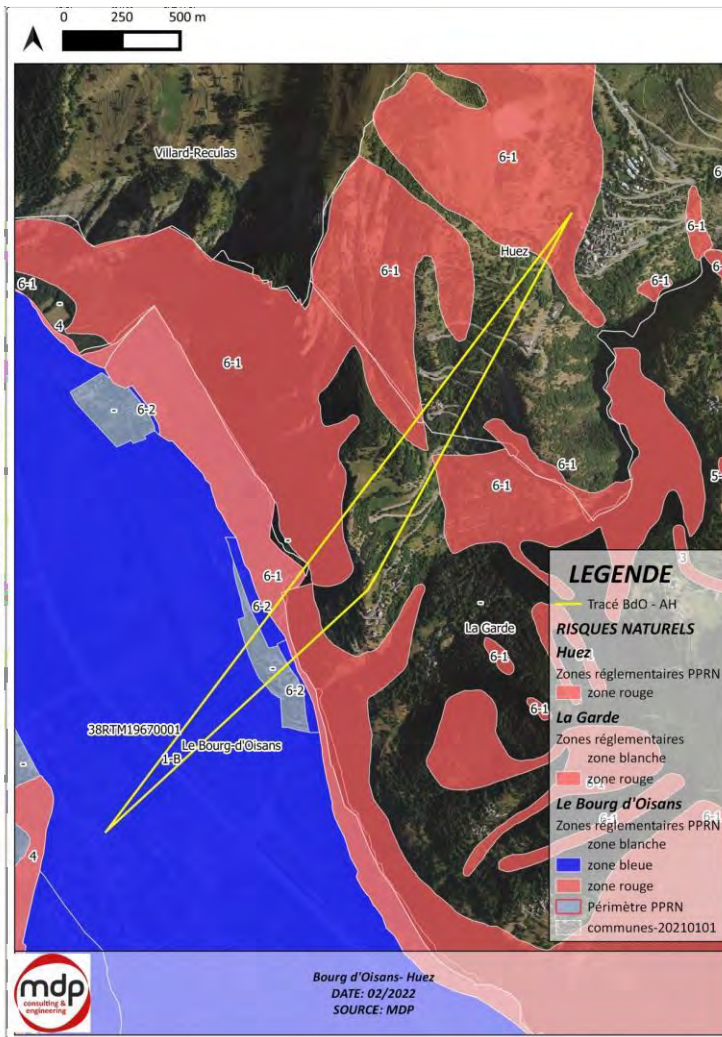 0 250 500 m
Villard-Reculas
6-1
6-
6-1
Huez
6-1
6-
6-1
6-1
-
4
6-1
-
6-2
6-1
6-1
5-
-
6-1
6-2
3
-
La Garde
-
6-2
6-1
38RTM19670001
Le Bourg-d'Oisans
1-B
6-1
-
4
6-1
6-1
6-1
LEGENDE
Tracé BdO - AH
RISQUES NATURELS
Huez
Zones réglementaires PPRN
zone rouge
La Garde
Zones réglementaires
zone blanche
zone rouge
Le Bourg d'Oisans
Zones réglementaires PPRN
zone blanche
zone bleue
zone rouge
Périmètre PPRN
communes-20210101
mdp
consulting &
engineering
Bourg d'Oisans- Huez
DATE: 02/2022
SOURCE: MDP